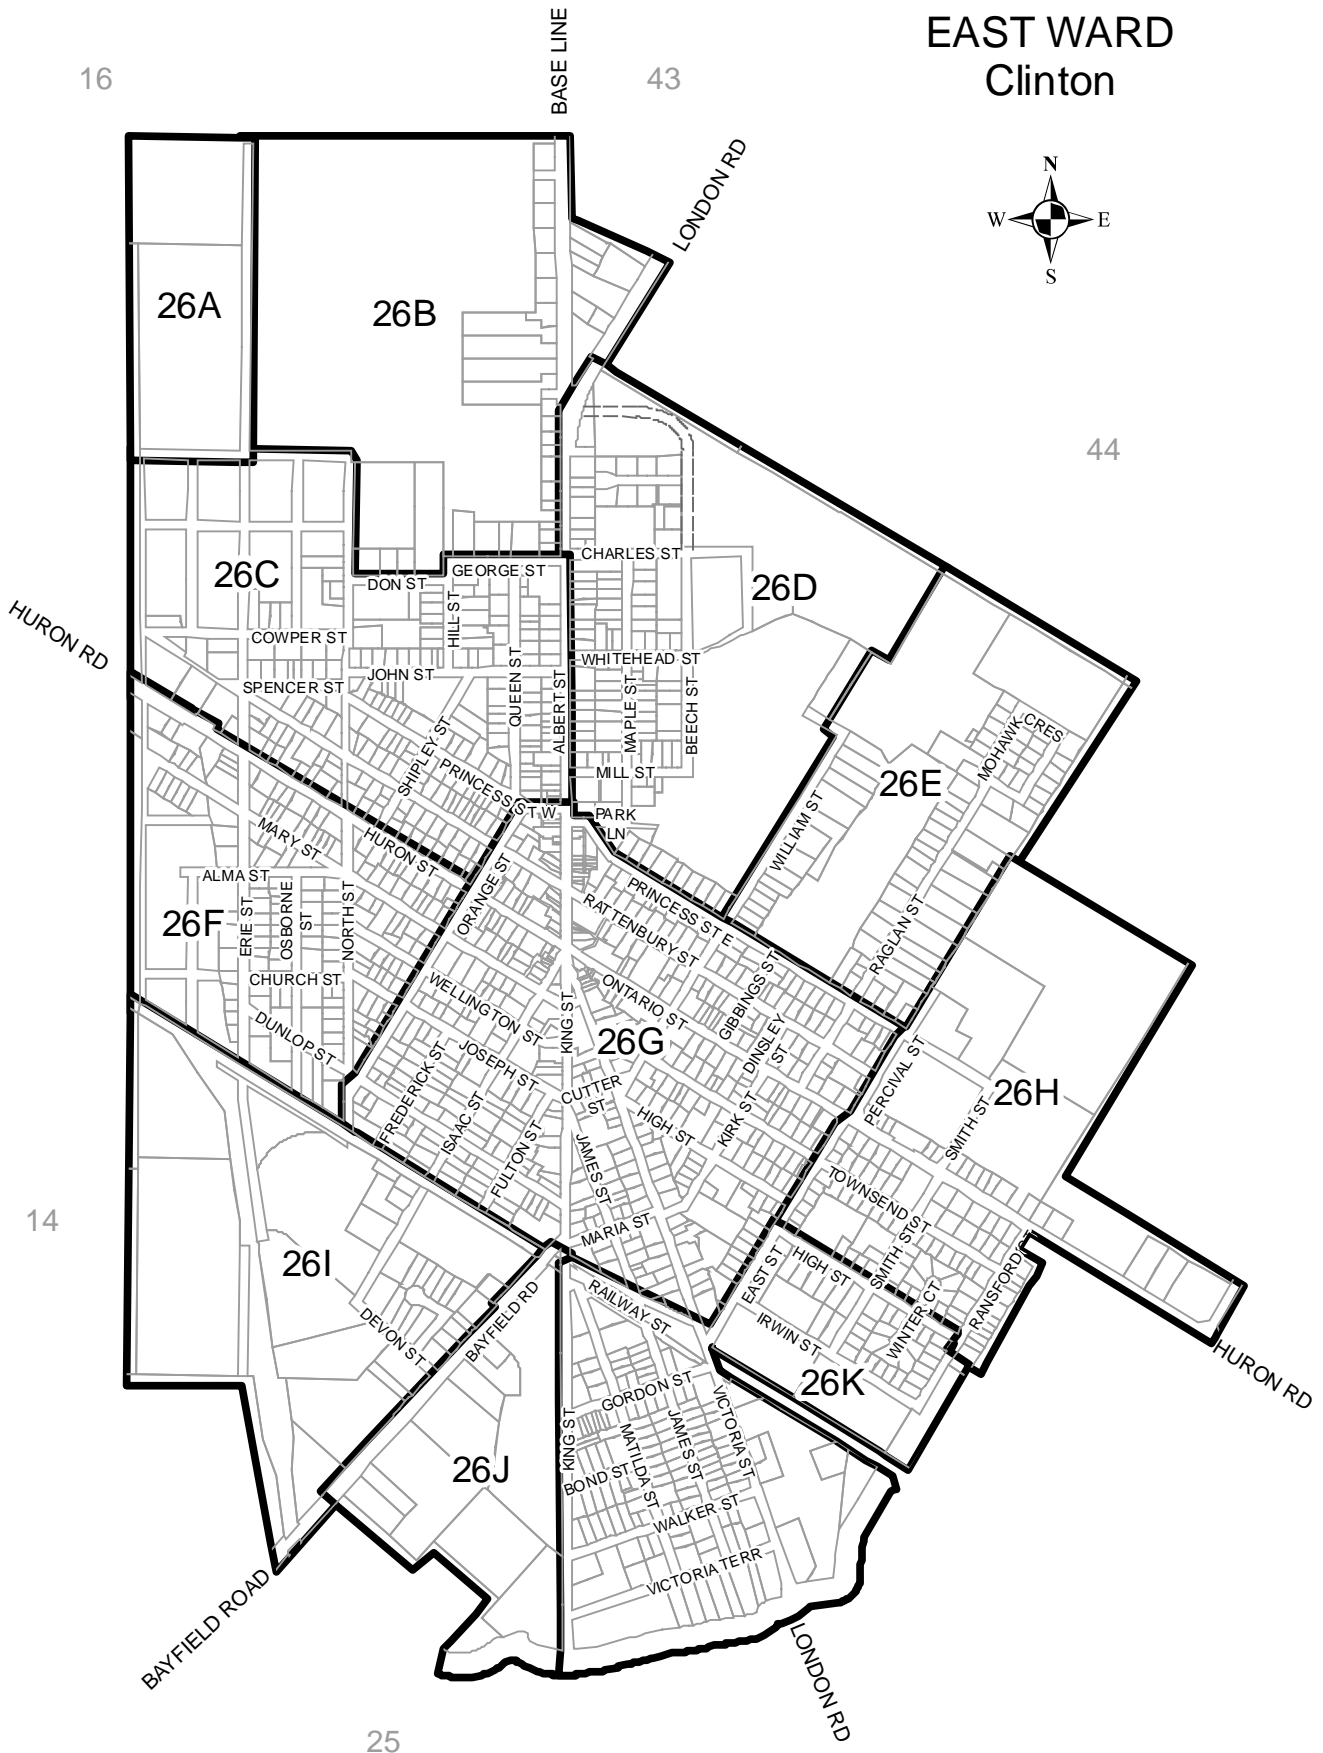 EAST WARD
Clinton
BASE LINE
16
43
LONDON RD
N
W
E
S
26A
26B
44
CHARLES ST
GEORGE ST
26C
DON ST
26D
HILL ST
HURON RD
COWPER ST
WHITEHEAD ST
JOHN ST
QUEEN ST
SPENCER ST
ALBERT ST
MAPLE ST
BEECH ST
MOHAWK CRES
SHIPLEY ST
MILL ST
26E
PRINCESS ST W
PARK
LN
WILLIAM ST
MARY ST
HURON ST
ALMA ST
ORANGE ST
PRINCESS ST E
RATTENBURY ST
26F
ERIE ST
OSBORNE
ST
NORTH ST
RAGLAN ST
CHURCH ST
WELLINGTON ST
ONTARIO ST
GIBBINGS ST
DUNLOP ST
KING ST
26G
DINSLEY
ST
FREDERICK ST
JOSEPH ST
PERCIVAL ST
CUTTER
ST
26H
ISAAC ST
HIGH ST
KIRK ST
SMITH ST
FULTON ST
JAMES ST
TOWNSEND ST
14
MARIA ST
26I
EAST ST
HIGH ST
SMITH ST
RANSFORD
BAYFIELD RD
RAILWAY ST
DEVON ST
IRWIN ST
WINTER CT
HURON RD
26K
GORDON ST
VICTORIA ST
KING ST
MATILDA ST
JAMES ST
26J
BOND ST
WALKER ST
VICTORIA TERR
BAYFIELD ROAD
LONDON RD
25